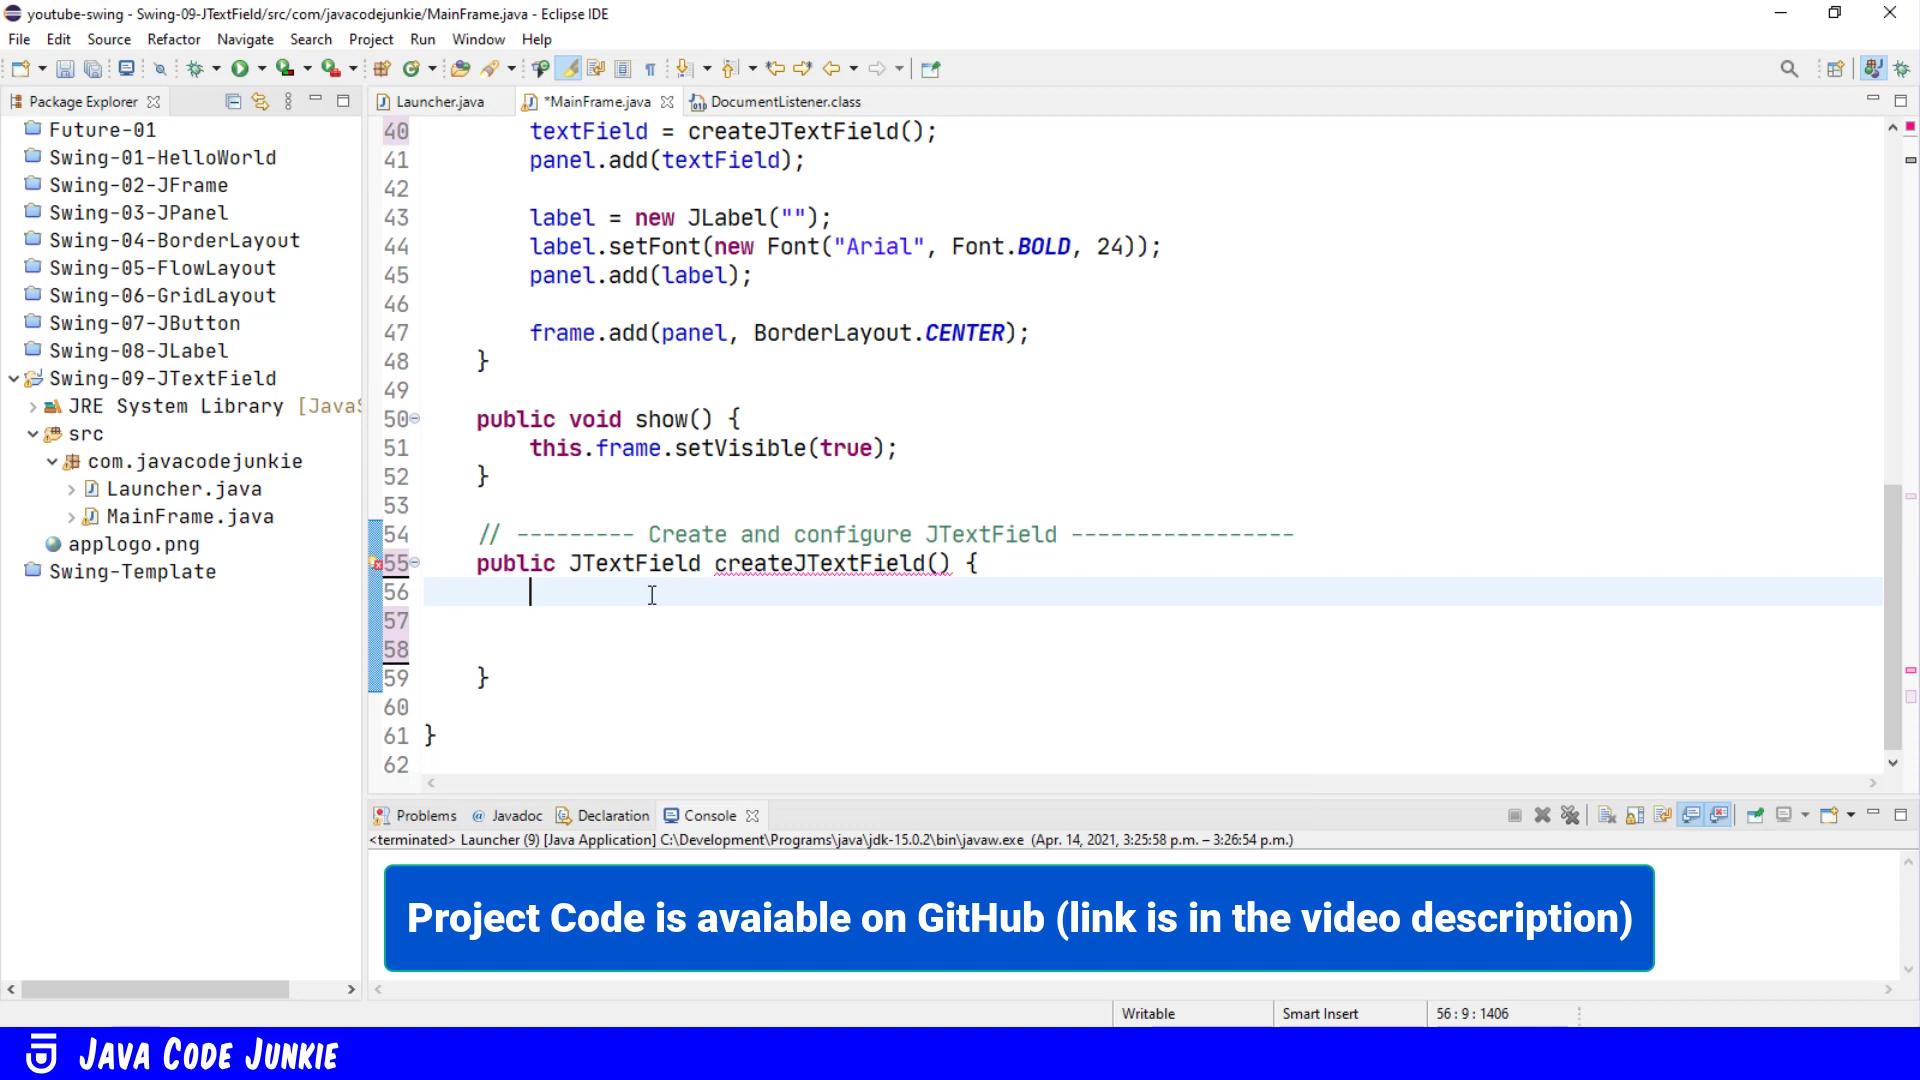 youtube-swing - Swing-09-JTextField/src/com/javacodejunkie/MainFrame.java - Eclipse IDE
File Edit Source Refactor Navigate Search Project Run Window Help
Package Explorer
Launcher.java
*MainFrame.java
DocumentListener.class
Future-01
Swing-01-HelloWorld
Swing-02-JFrame
Swing-03-JPanel
Swing-04-BorderLayout
Swing-05-FlowLayout
Swing-06-GridLayout
Swing-07-JButton
Swing-08-JLabel
Swing-09-JTextField
JRE System Library [JavaS
src
com.javacodejunkie
Launcher.java
MainFrame.java
applogo.png
Swing-Template
40 textField = createJTextField();
41 panel.add(textField);
42
43 label = new JLabel("");
44 label.setFont(new Font("Arial", Font.BOLD, 24));
45 panel.add(label);
46
47 frame.add(panel, BorderLayout.CENTER);
48 }
49
50 public void show() {
51 this.frame.setVisible(true);
52 }
53
54 // --------- Create and configure JTextField -----------------
55 public JTextField createJTextField() {
56
57
58
59 }
60
61 }
62
Problems @ Javadoc Declaration Console
<terminated> Launcher (9) [Java Application] C:\Development\Programs\java\jdk-15.0.2\bin\javaw.exe (Apr. 14, 2021, 3:25:58 p.m. – 3:26:54 p.m.)
Project Code is avaiable on GitHub (link is in the video description)
Writable Smart Insert 56 : 9 : 1406
JAVA CODE JUNKIE